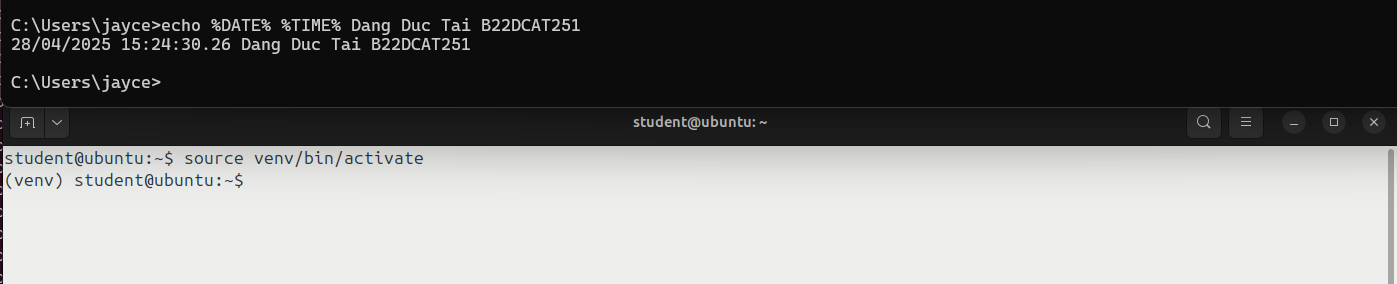 C:\Users\jayce>echo %DATE% %TIME% Dang Duc Tai B22DCAT251
28/04/2025 15:24:30.26 Dang Duc Tai B22DCAT251
C:\Users\jayce>
student@ubuntu: ~
student@ubuntu:~$ source venv/bin/activate
(venv) student@ubuntu:~$